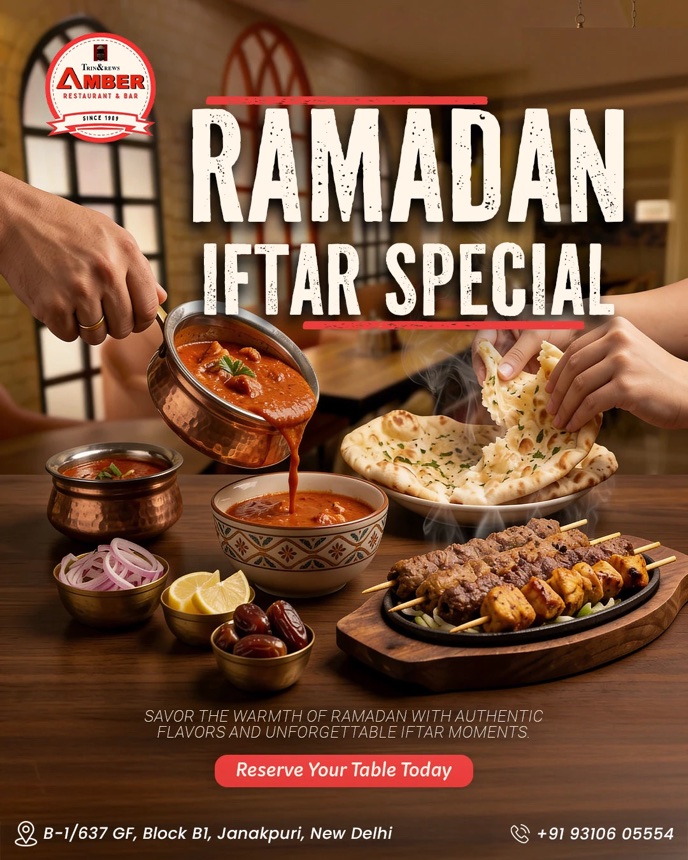 TRIN&BREWS
AMBER
RESTAURANT & BAR
SINCE 1989
RAMADAN
IFTAR SPECIAL
SAVOR THE WARMTH OF RAMADAN WITH AUTHENTIC
FLAVORS AND UNFORGETTABLE IFTAR MOMENTS.
Reserve Your Table Today
B-1/637 GF, Block B1, Janakpuri, New Delhi
+91 93106 05554